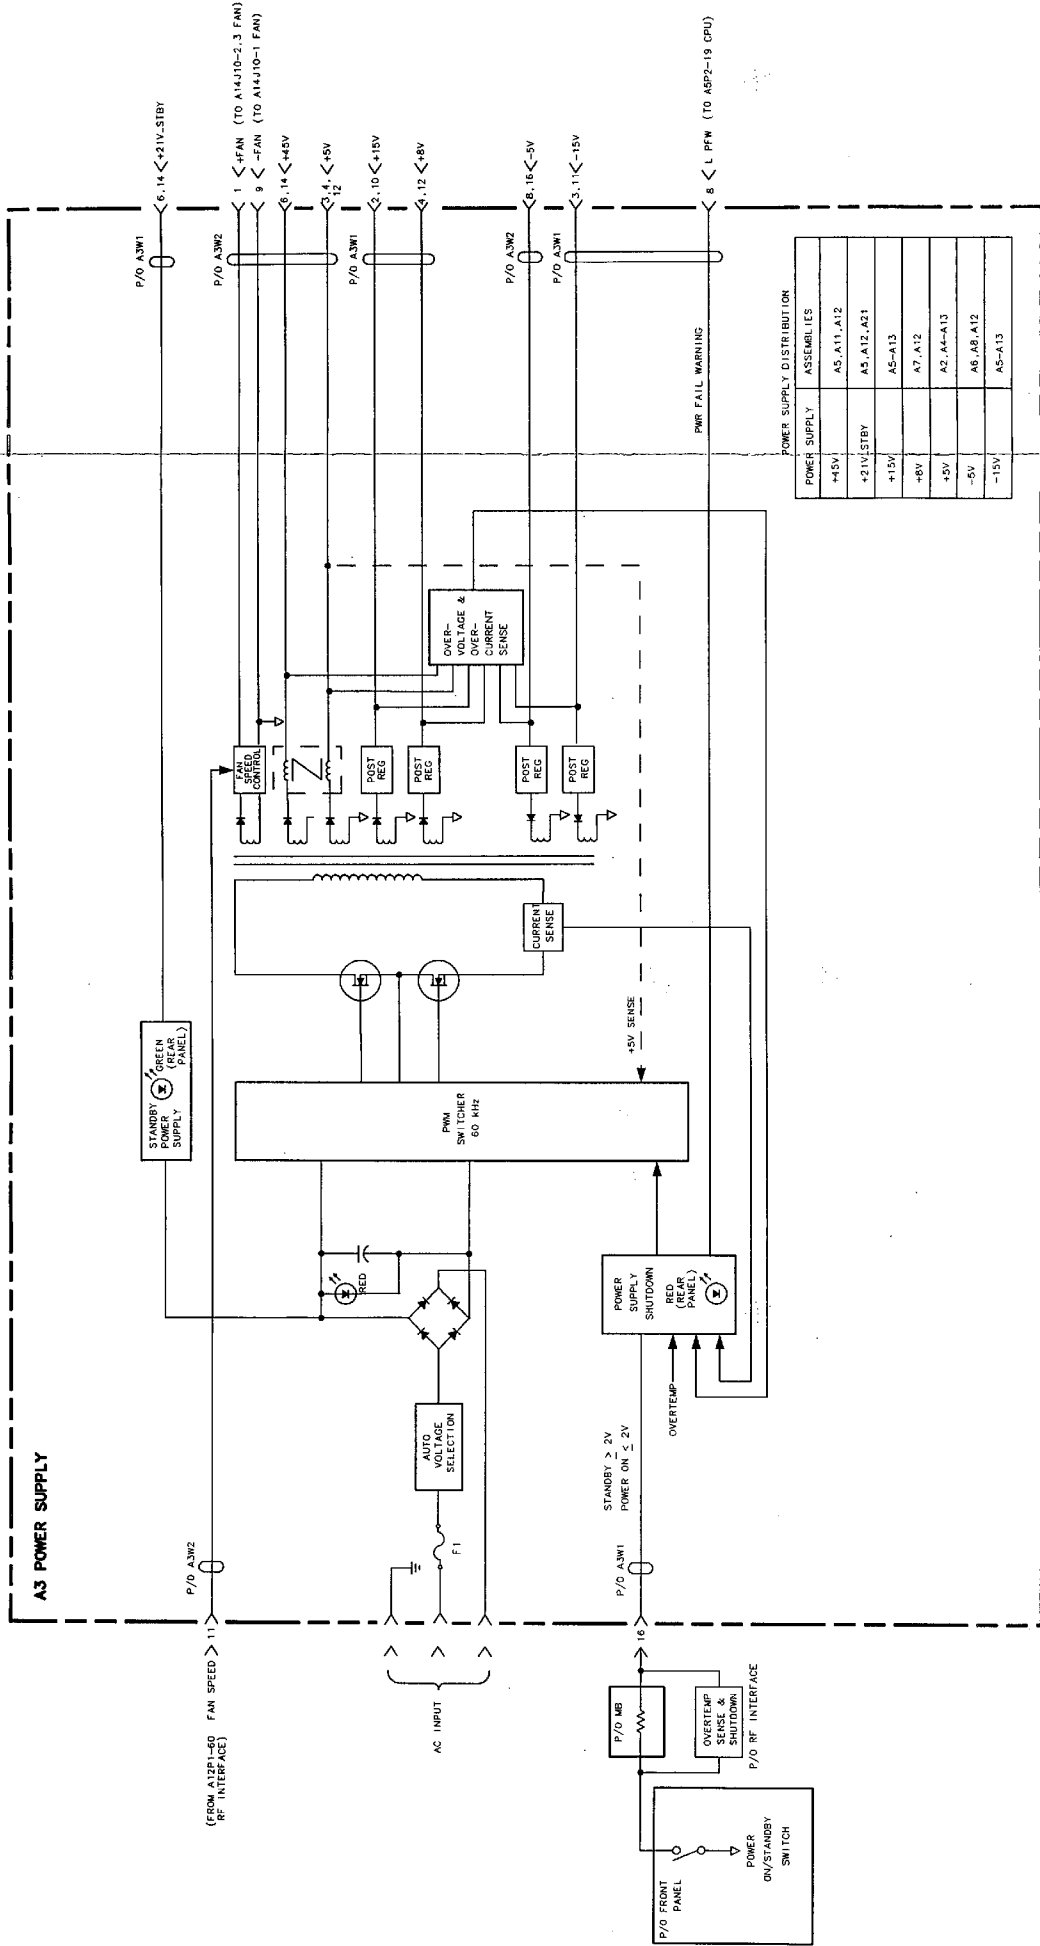 A3 POWER SUPPLY
P/O A3W2
(FROM A12P1-60
RF INTERFACE)
FAN SPEED
11
AC INPUT
F1
AUTO
VOLTAGE
SELECTION
RED
STANDBY
POWER
SUPPLY
GREEN
(REAR
PANEL)
PWM
SWITCHER
60 kHz
+5V SENSE
CURRENT
SENSE
FAN
SPEED
CONTROL
POST
REG
POST
REG
POST
REG
POST
REG
OVER-
VOLTAGE &
OVER-
CURRENT
SENSE
P/O A3W1
6,14
+21V_STBY
P/O A3W2
1
+FAN (TO A14J10-2,3 FAN)
9
-FAN (TO A14J10-1 FAN)
6,14
+45V
3,4,
12
+5V
P/O A3W1
2,10
+15V
4,12
+8V
P/O A3W2
8,16
-5V
P/O A3W1
3,11
-15V
PWR FAIL WARNING
8
L PFW (TO A5P2-19 CPU)
P/O A3W1
16
STANDBY > 2V
POWER ON ≤ 2V
OVERTEMP
POWER
SUPPLY
SHUTDOWN
RED
(REAR
PANEL)
P/O MB
OVERTEMP
SENSE &
SHUTDOWN
P/O RF INTERFACE
P/O FRONT
PANEL
POWER
ON/STANDBY
SWITCH
POWER SUPPLY DISTRIBUTION
POWER SUPPLY ASSEMBLIES
+45V A5,A11,A12
+21V_STBY A5,A12,A21
+15V A5-A13
+8V A7,A12
+5V A2,A4-A13
-5V A6,A8,A12
-15V A5-A13